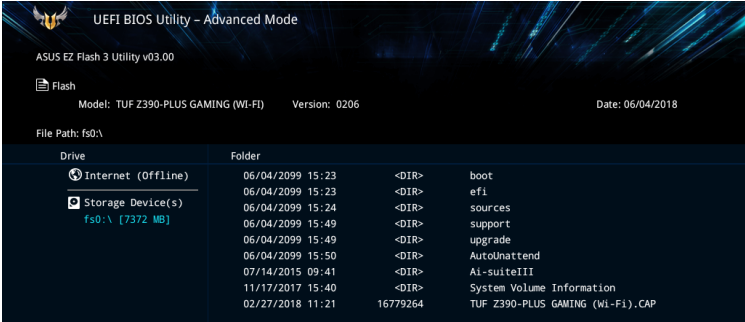 UEFI BIOS Utility – Advanced Mode
ASUS EZ Flash 3 Utility v03.00
Flash
Model: TUF Z390-PLUS GAMING (WI-FI) Version: 0206 Date: 06/04/2018
File Path: fs0:\
Drive Folder
Internet (Offline) 06/04/2099 15:23 <DIR> boot
06/04/2099 15:23 <DIR> efi
Storage Device(s) 06/04/2099 15:24 <DIR> sources
fs0:\ [7372 MB] 06/04/2099 15:49 <DIR> support
06/04/2099 15:49 <DIR> upgrade
06/04/2099 15:50 <DIR> AutoUnattend
07/14/2015 09:41 <DIR> Ai-suiteIII
11/17/2017 15:40 <DIR> System Volume Information
02/27/2018 11:21 16779264 TUF Z390-PLUS GAMING (Wi-Fi).CAP